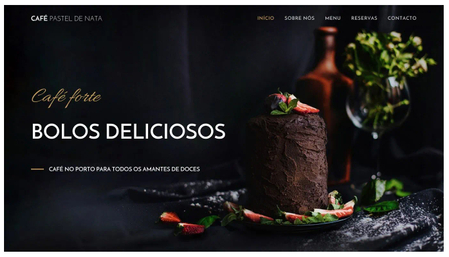 CAFÉ PASTEL DE NATA
INÍCIO SOBRE NÓS MENU RESERVAS CONTACTO
Café forte
BOLOS DELICIOSOS
CAFÉ NO PORTO PARA TODOS OS AMANTES DE DOCES